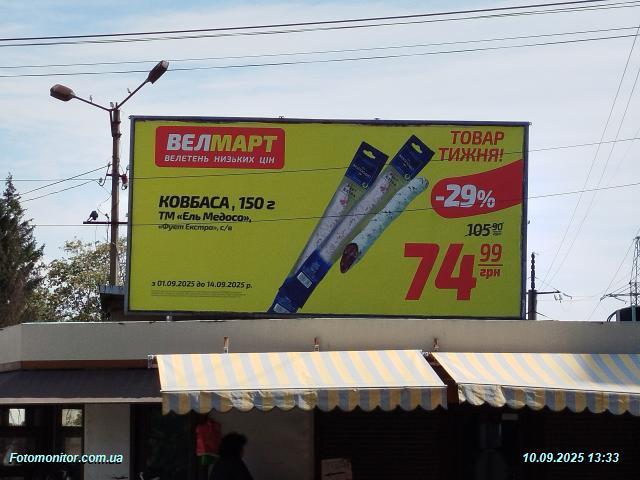 ВЕЛМАРТ
ВЕЛЕТЕНЬ НИЗЬКИХ ЦІН
ТОВАР
ТИЖНЯ!
-29%
КОВБАСА, 150 г
ТМ «Ель Медосо»,
«Фует Екстра», с/в
105 90
74 99
грн
з 01.09.2025 до 14.09.2025 р.
Fotomonitor.com.ua
10.09.2025 13:33